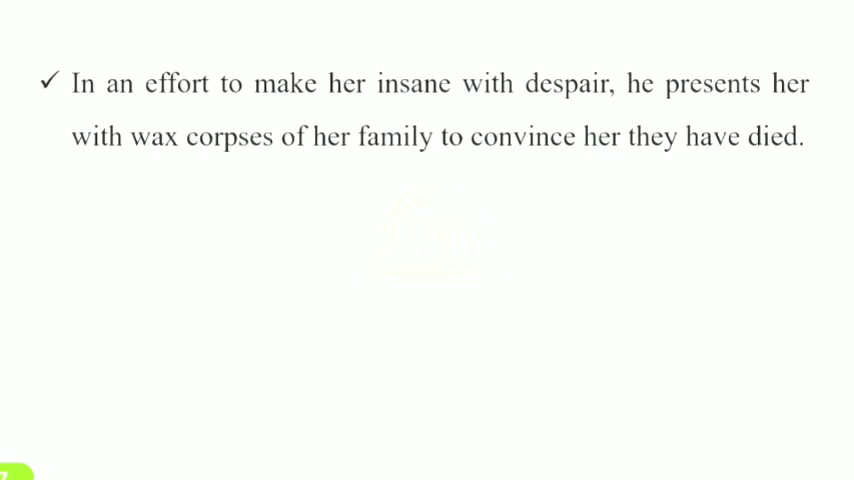 ✓ In an effort to make her insane with despair, he presents her
with wax corpses of her family to convince her they have died.